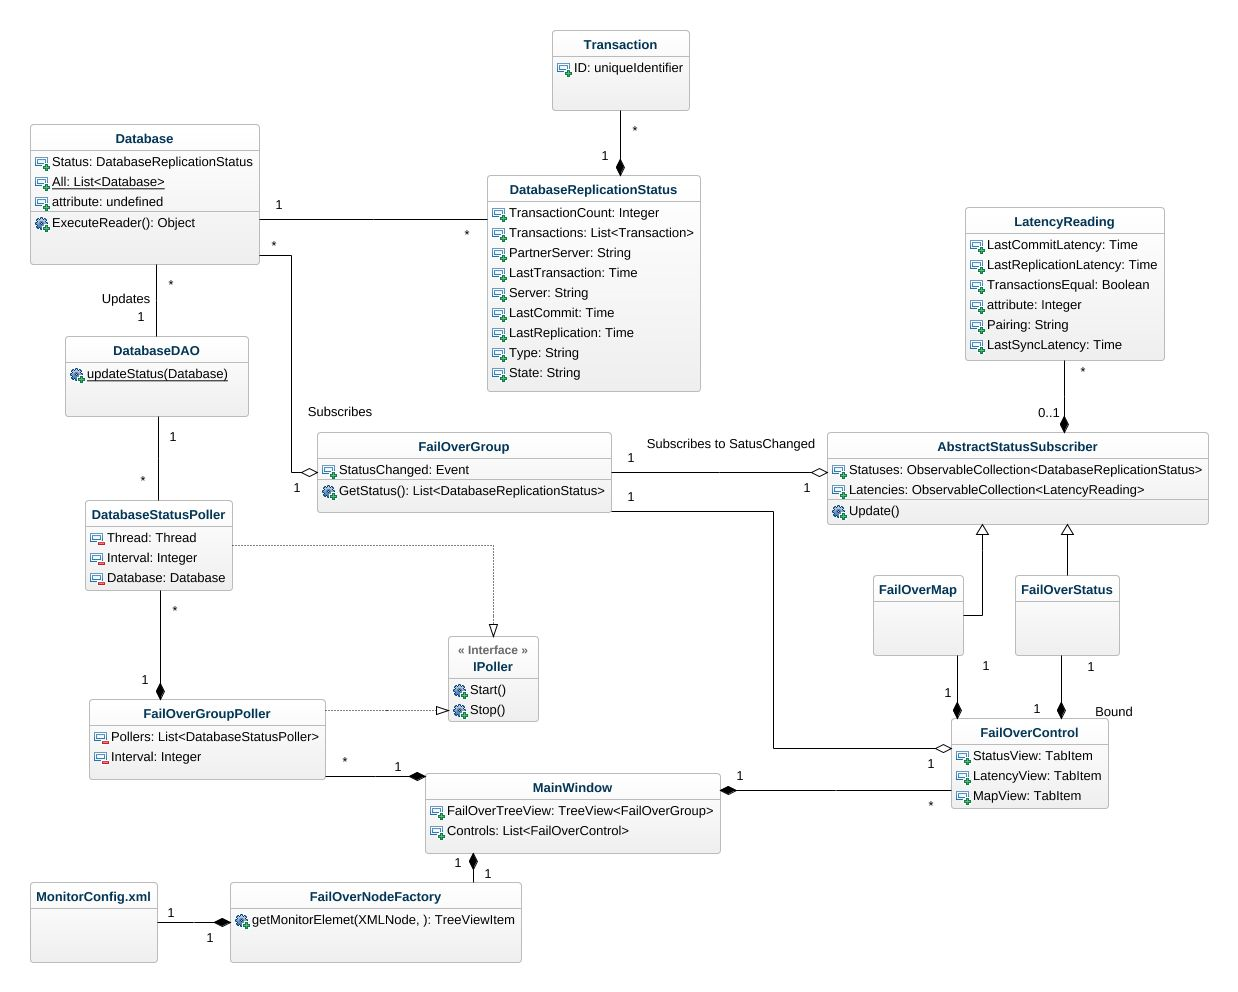 Transaction
ID: uniqueIdentifier
*
1
Database
Status: DatabaseReplicationStatus
All: List<Database>
attribute: undefined
ExecuteReader(): Object
1
*
*
DatabaseReplicationStatus
TransactionCount: Integer
Transactions: List<Transaction>
PartnerServer: String
LastTransaction: Time
Server: String
LastCommit: Time
LastReplication: Time
Type: String
State: String
LatencyReading
LastCommitLatency: Time
LastReplicationLatency: Time
TransactionsEqual: Boolean
attribute: Integer
Pairing: String
LastSyncLatency: Time
*
0..1
*
Updates
1
DatabaseDAO
updateStatus(Database)
1
*
Subscribes
FailOverGroup
StatusChanged: Event
GetStatus(): List<DatabaseReplicationStatus>
1
Subscribes to SatusChanged
1
1
1
AbstractStatusSubscriber
Statuses: ObservableCollection<DatabaseReplicationStatus>
Latencies: ObservableCollection<LatencyReading>
Update()
DatabaseStatusPoller
Thread: Thread
Interval: Integer
Database: Database
*
1
FailOverMap
FailOverStatus
1
1
1
1
Bound
« Interface »
IPoller
Start()
Stop()
FailOverGroupPoller
Pollers: List<DatabaseStatusPoller>
Interval: Integer
*
1
FailOverControl
StatusView: TabItem
LatencyView: TabItem
MapView: TabItem
1
1
*
MainWindow
FailOverTreeView: TreeView<FailOverGroup>
Controls: List<FailOverControl>
1
1
MonitorConfig.xml
1
1
FailOverNodeFactory
getMonitorElemet(XMLNode, ): TreeViewItem